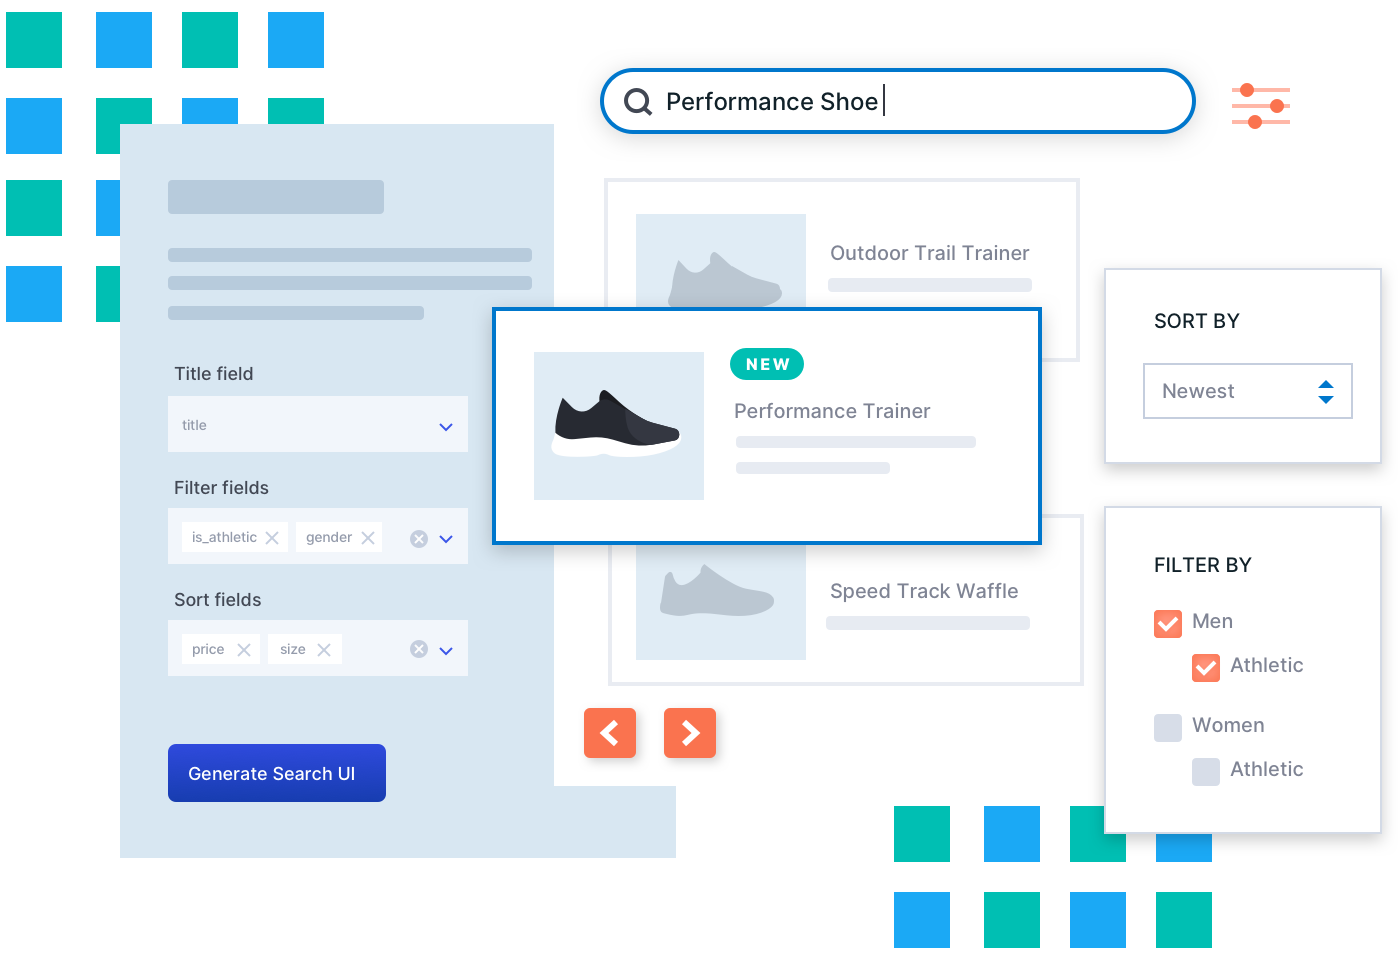 Performance Shoe
Title field
title
Filter fields
is_athletic
gender
Sort fields
price
size
Generate Search UI
Outdoor Trail Trainer
NEW
Performance Trainer
Speed Track Waffle
SORT BY
Newest
FILTER BY
Men
Athletic
Women
Athletic